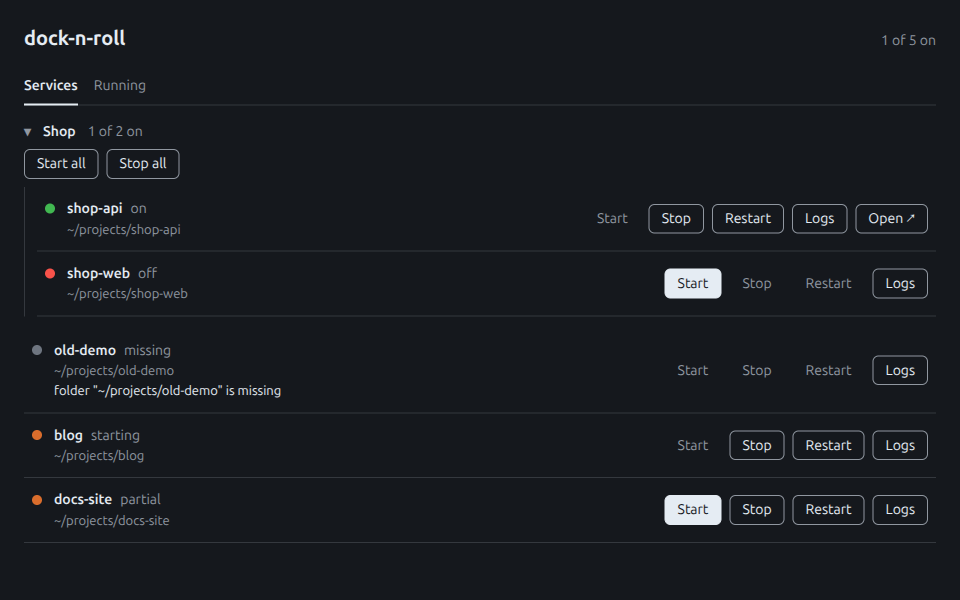 dock-n-roll
1 of 5 on
Services Running
▼ Shop 1 of 2 on
Start all Stop all
shop-api on
~/projects/shop-api
Start Stop Restart Logs Open ↗
shop-web off
~/projects/shop-web
Start Stop Restart Logs
old-demo missing
~/projects/old-demo
folder "~/projects/old-demo" is missing
Start Stop Restart Logs
blog starting
~/projects/blog
Start Stop Restart Logs
docs-site partial
~/projects/docs-site
Start Stop Restart Logs